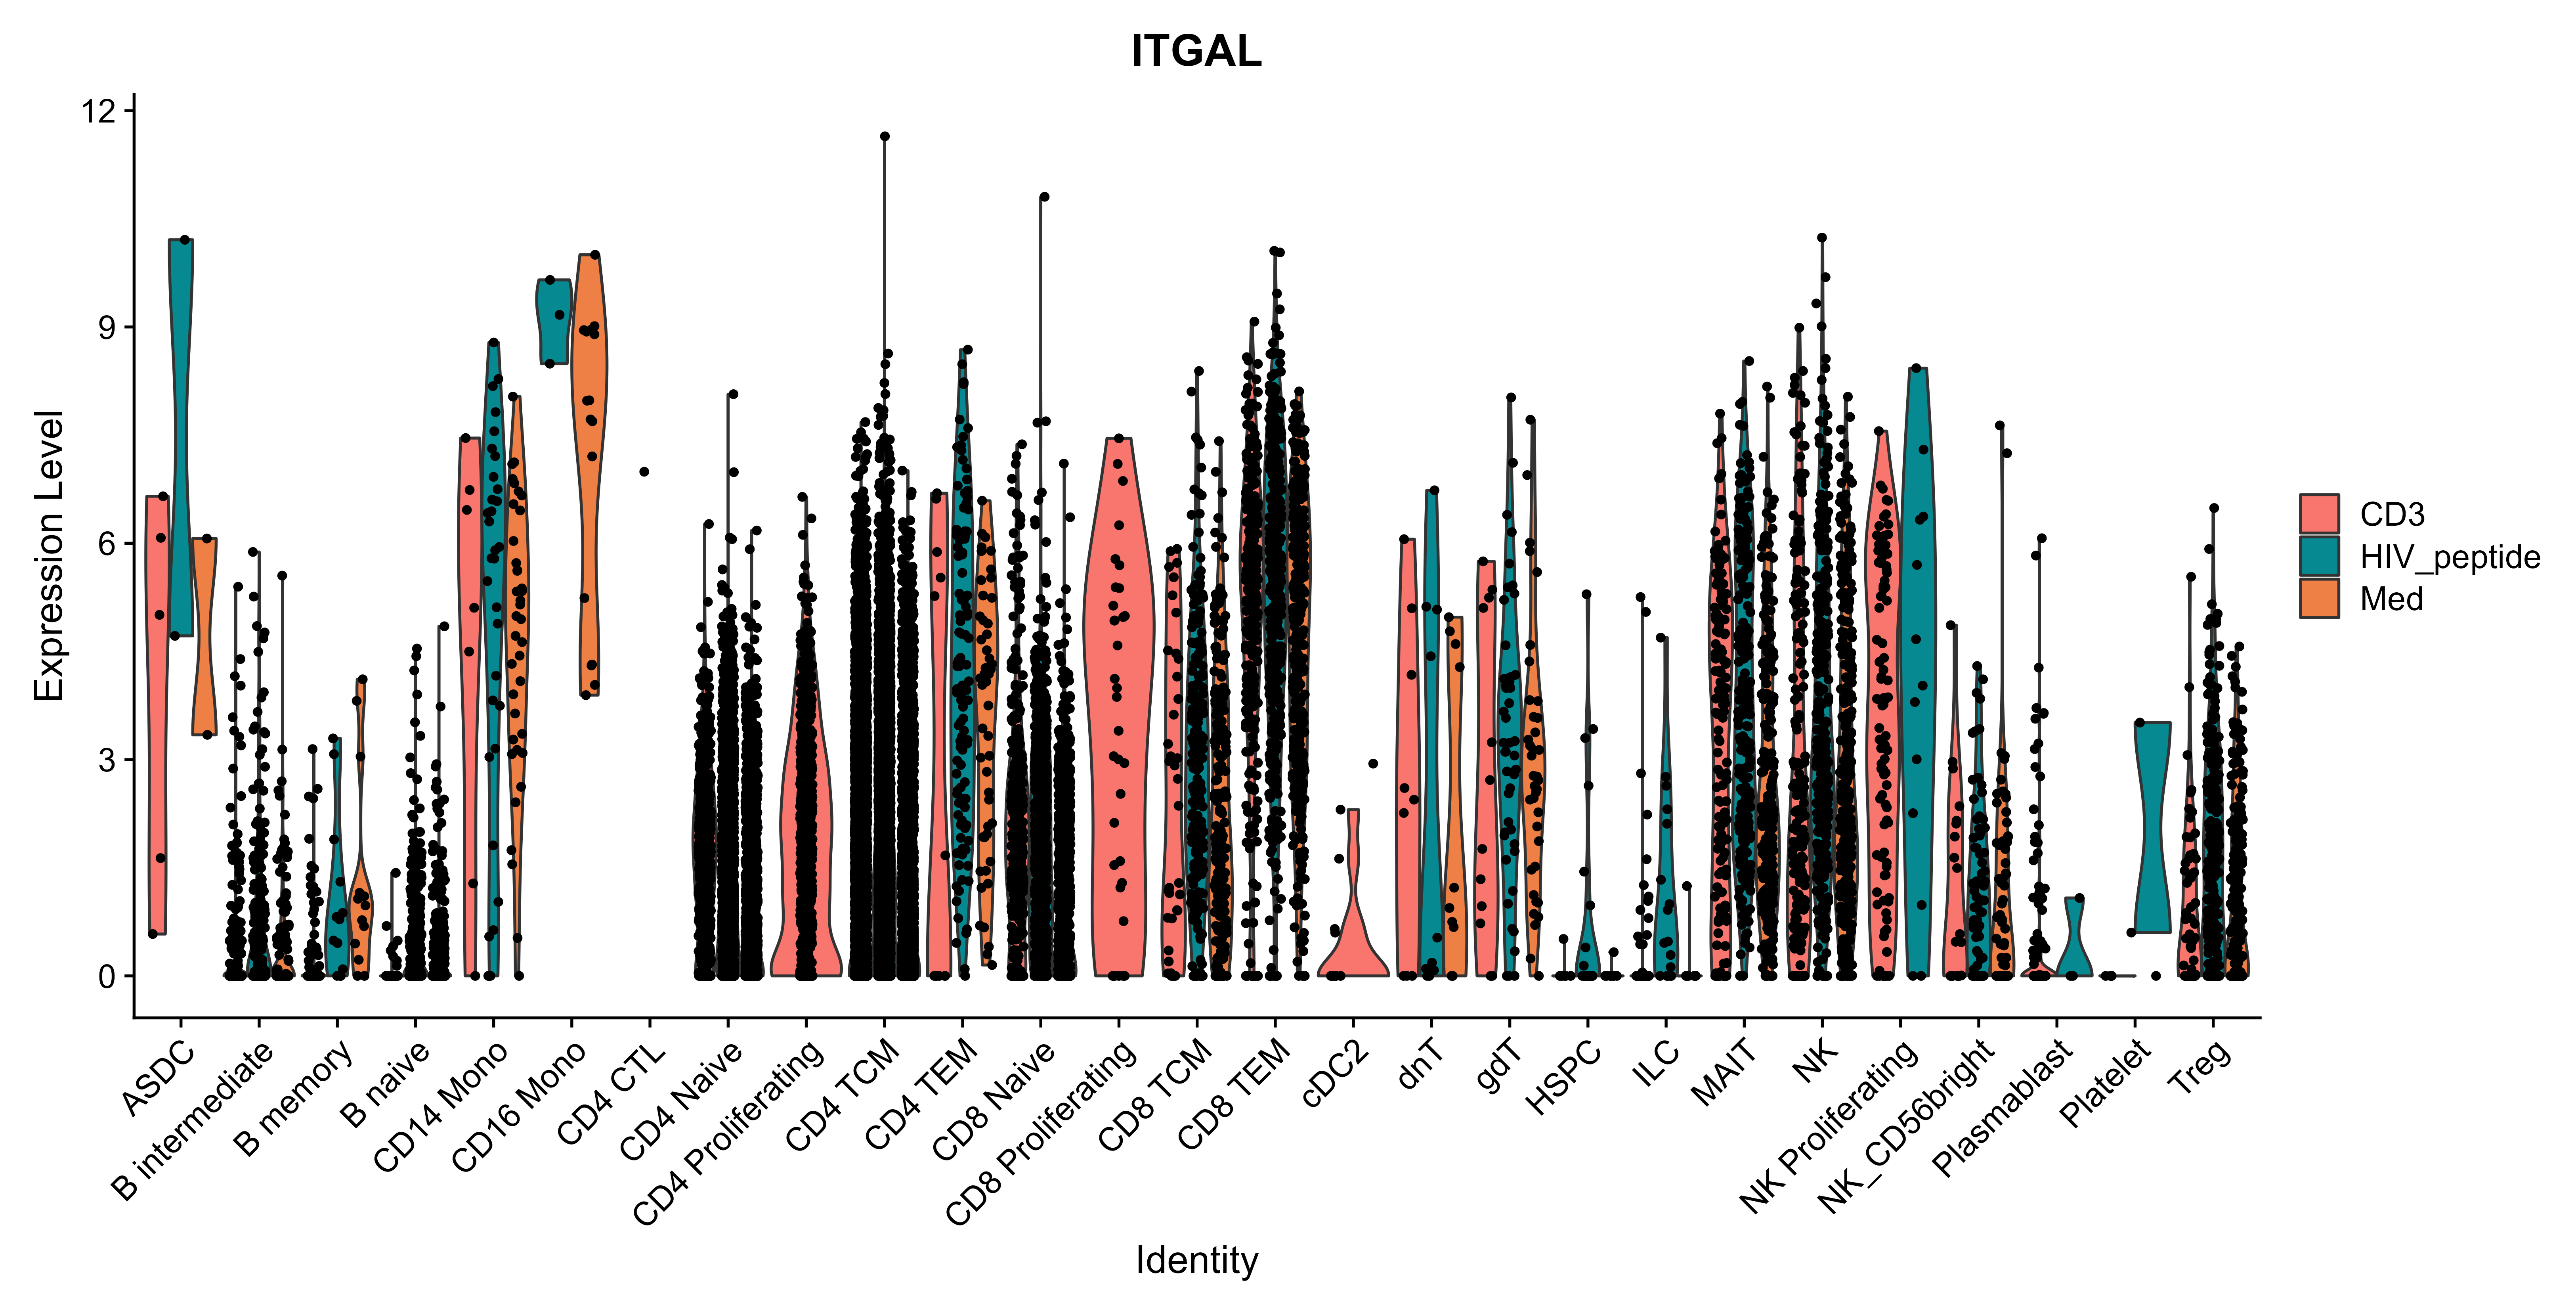 ITGAL
12
9
6
3
0
Expression Level
ASDC
B intermediate
B memory
B naive
CD14 Mono
CD16 Mono
CD4 CTL
CD4 Naive
CD4 Proliferating
CD4 TCM
CD4 TEM
CD8 Naive
CD8 Proliferating
CD8 TCM
CD8 TEM
cDC2
dnT
gdT
HSPC
ILC
MAIT
NK
NK Proliferating
NK_CD56bright
Plasmablast
Platelet
Treg
Identity
CD3
HIV_peptide
Med